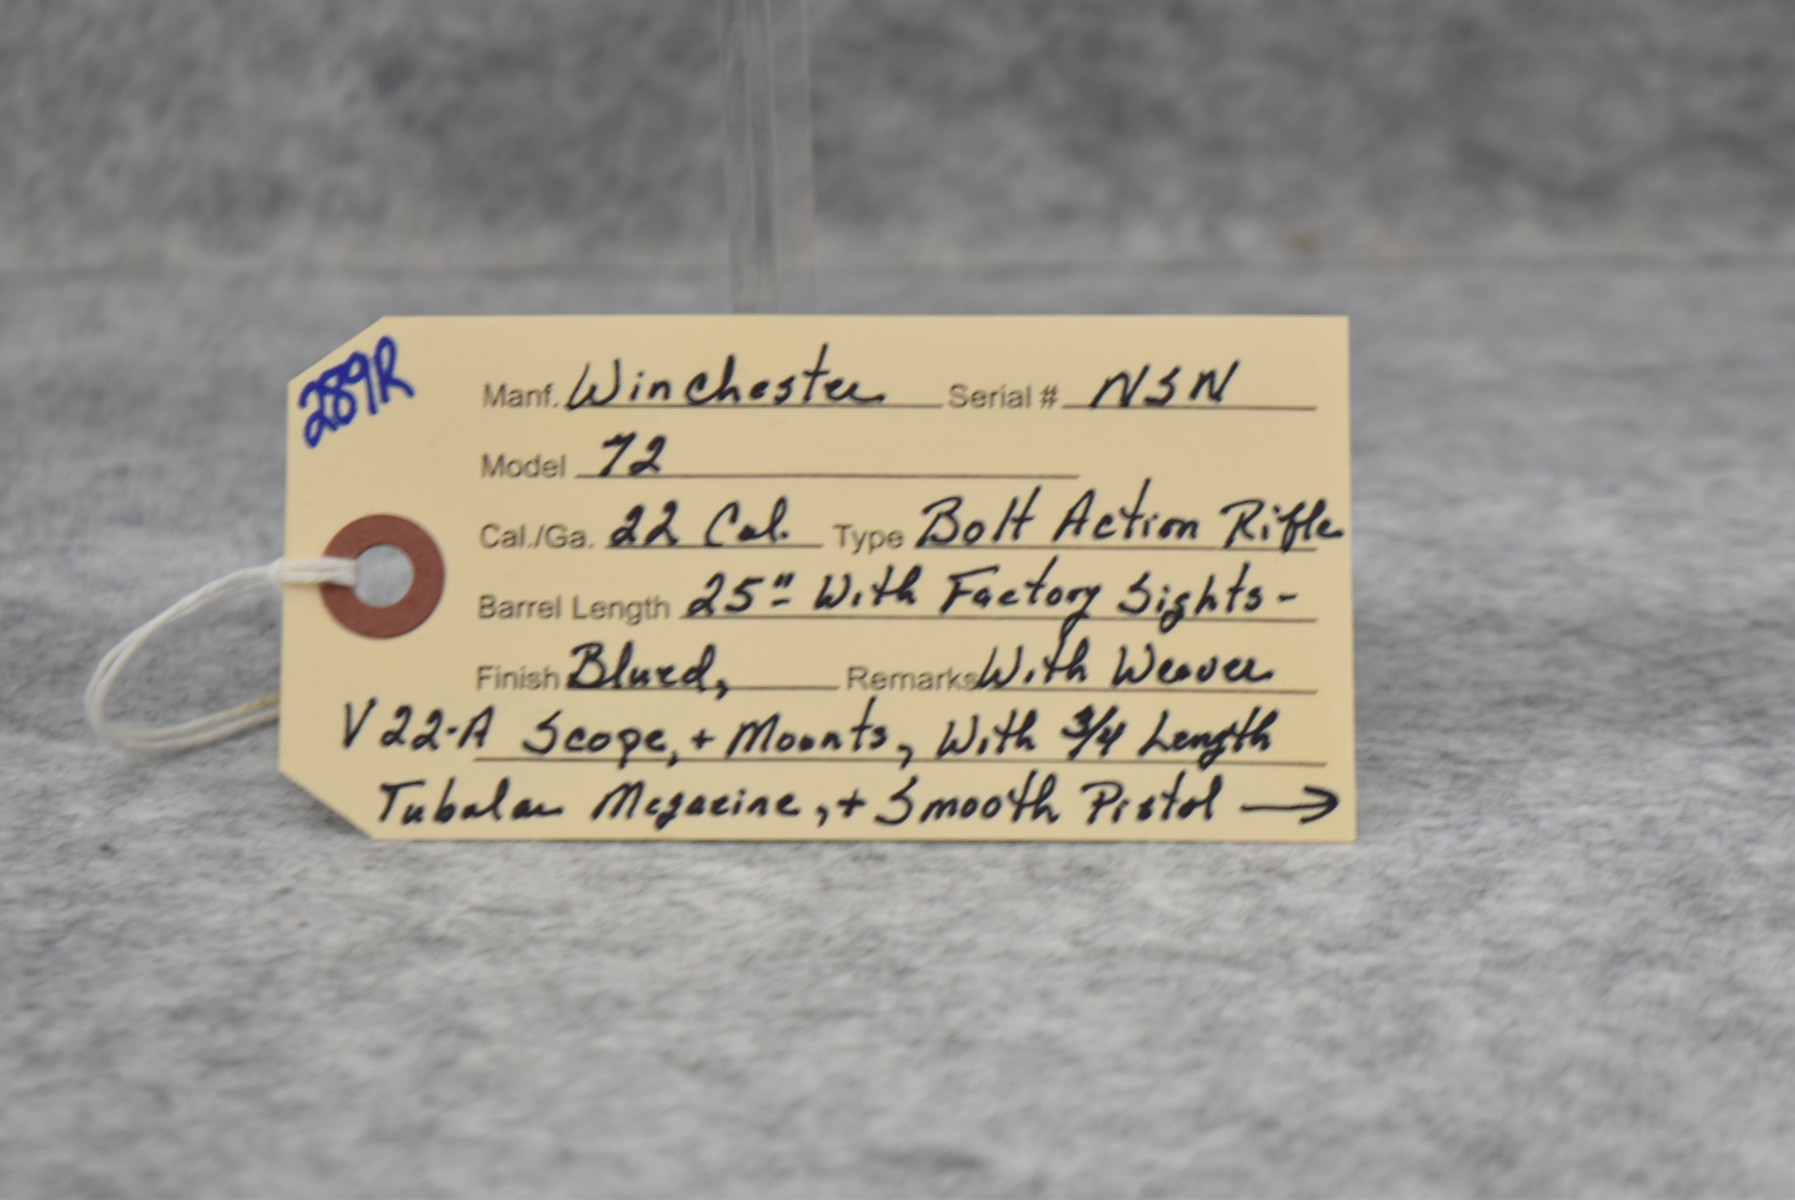 289R
Manf. Winchester Serial # NSN
Model 72
Cal./Ga. 22 Cal. Type Bolt Action Rifle
Barrel Length 25" With Factory Sights-
Finish Blued, Remarks With Weaver
V22-A Scope, + Mounts, With 3/4 Length
Tubular Magazine, + Smooth Pistol →